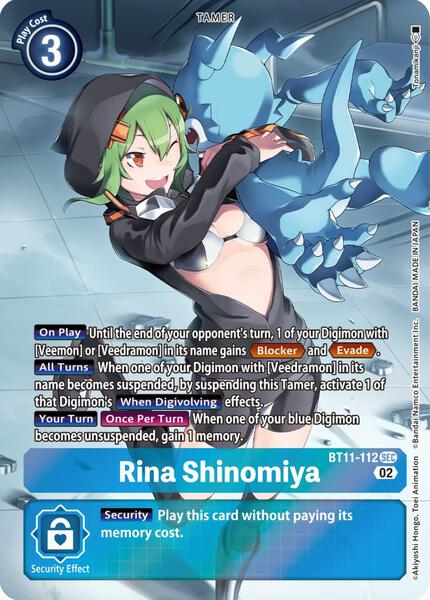 TAMER
Play Cost
3
Tonamikanji
On Play Until the end of your opponent's turn, 1 of your Digimon with
[Veemon] or [Veedramon] in its name gains Blocker and Evade.
All Turns When one of your Digimon with [Veedramon] in its
name becomes suspended, by suspending this Tamer, activate 1 of
that Digimon's When Digivolving effects.
Your Turn Once Per Turn When one of your blue Digimon
becomes unsuspended, gain 1 memory.
BT11-112 SEC
Rina Shinomiya
02
Security Effect
Security Play this card without paying its
memory cost.
©Akiyoshi Hongo, Toei Animation ©Bandai Namco Entertainment Inc. BANDAI MADE IN JAPAN